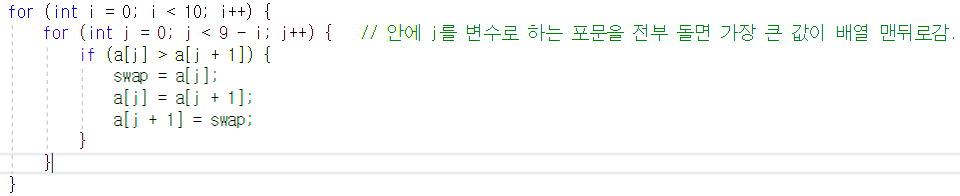 for (int i = 0; i < 10; i++) {
for (int j = 0; j < 9 - i; j++) { // 안에 j를 변수로 하는 포문을 전부 돌면 가장 큰 값이 배열 맨뒤로감.
if (a[j] > a[j + 1]) {
swap = a[j];
a[j] = a[j + 1];
a[j + 1] = swap;
}
}
}